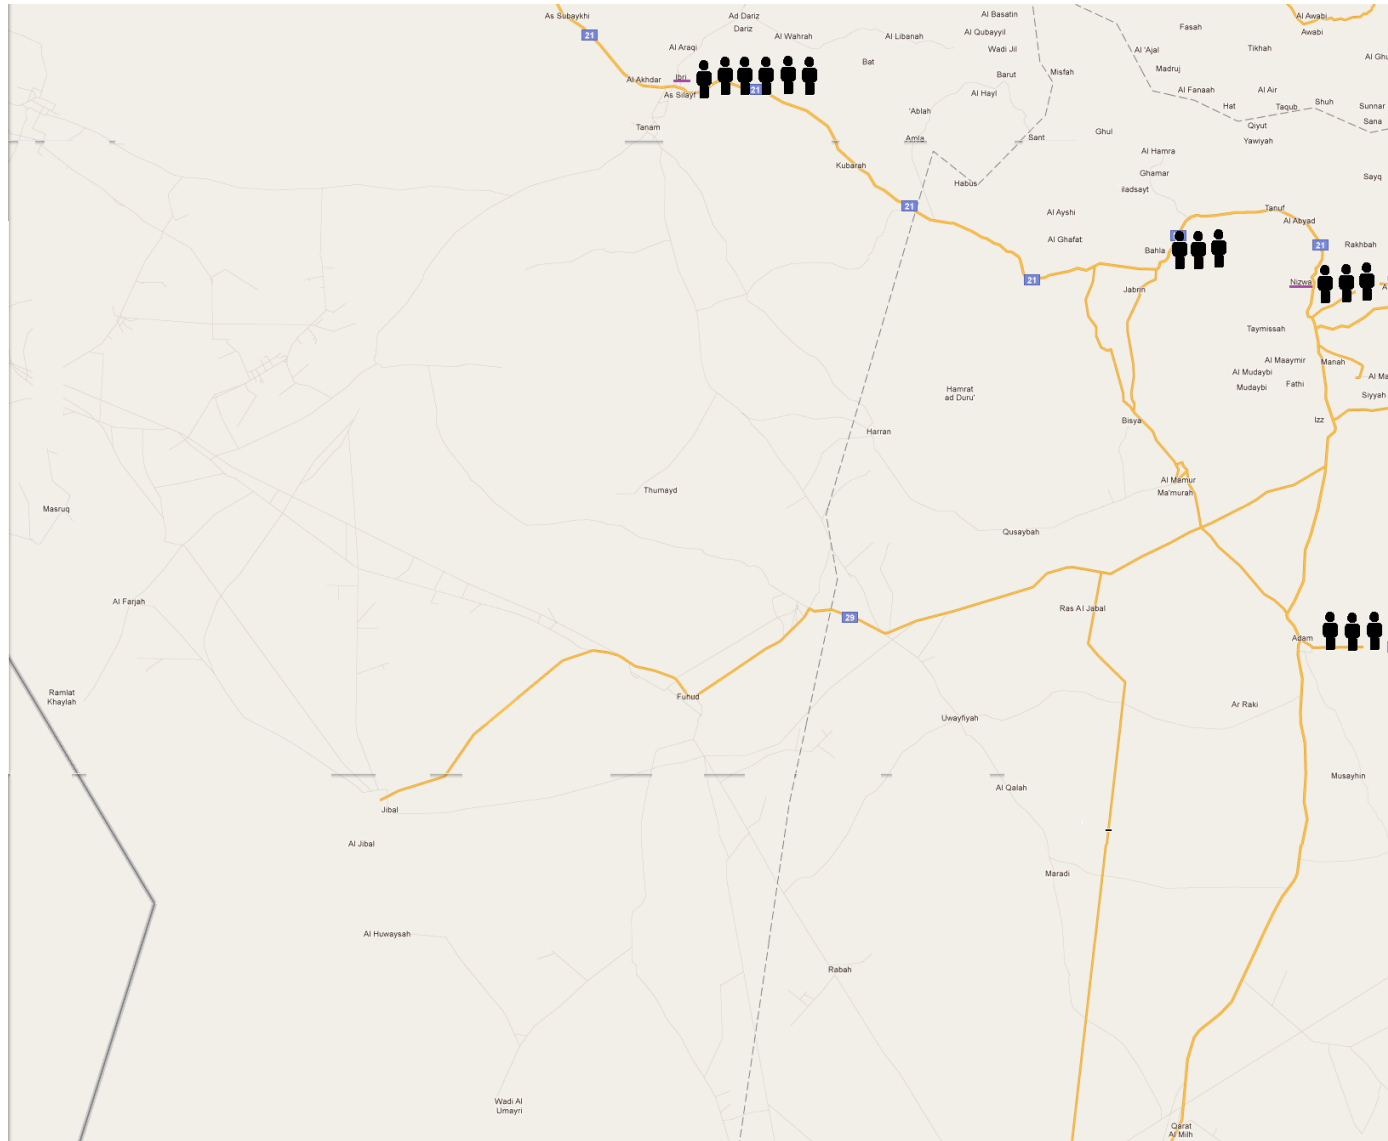 As Subaykhi
Ad Dariz
Al Basatin
Al Awabi
21
Dariz
Al Wahrah
Al Libanah
Al Qubayyil
Fasah
Awabi
Al Araqi
Wadi Jil
Al 'Ajal
Tikhah
Al Ghu
Bat
Misfah
Madruj
Al Akhdar
Ibri
Barut
As Silayf
21
Al Hayl
Al Fanaah
Al Air
'Ablah
Hat
Taqub
Shuh
Sunnar
Tanam
Ghul
Qiyut
Sana
Amla
Sant
Yawiyah
Al Hamra
Kubarah
Ghamar
Sayq
Habus
iladsayt
21
Al Ayshi
Tanuf
Al Abyad
Al Ghafat
Bahla
21
Rakhbah
21
Jabrin
Nizwa
A
Taymissah
Al Maaymir
Manah
Al Mudaybi
Al Ma
Mudaybi
Fathi
Hamrat
ad Duru'
Siyyah
Bisya
Izz
Harran
Thumayd
Al Mamur
Ma'murah
Masruq
Qusaybah
Al Farjah
Ras Al Jabal
29
Adam
Ramlat
Khaylah
Fuhud
Ar Raki
Uwayfiyah
Musayhin
Al Qalah
Jibal
Al Jibal
Maradi
Al Huwaysah
Rabah
Wadi Al
Umayri
Qarat
Al Milh